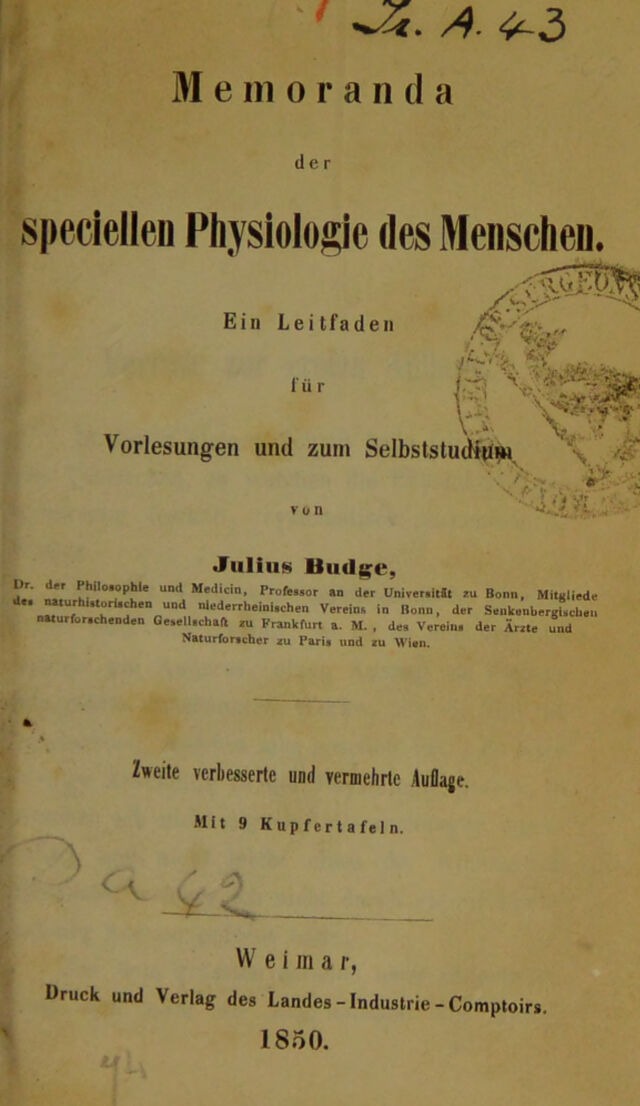 A. 43
Memoranda
der
speciellen Physiologie des Menschen.
Ein Leitfaden
für
Vorlesungen und zum Selbststudium
von
Julius Budge,
Dr. der Philosophie und Medicin, Professor an der Universität zu Bonn, Mitgliede
des naturhistorischen und niederrheinischen Vereins in Bonn, der Senkenbergischen
naturforschenden Gesellschaft zu Frankfurt a. M., des Vereins der Ärzte und
Naturforscher zu Paris und zu Wien.
Zweite verbesserte und vermehrte Auflage.
Mit 9 Kupfertafeln.
a 42
Weimar,
Druck und Verlag des Landes-Industrie-Comptoirs.
1850.